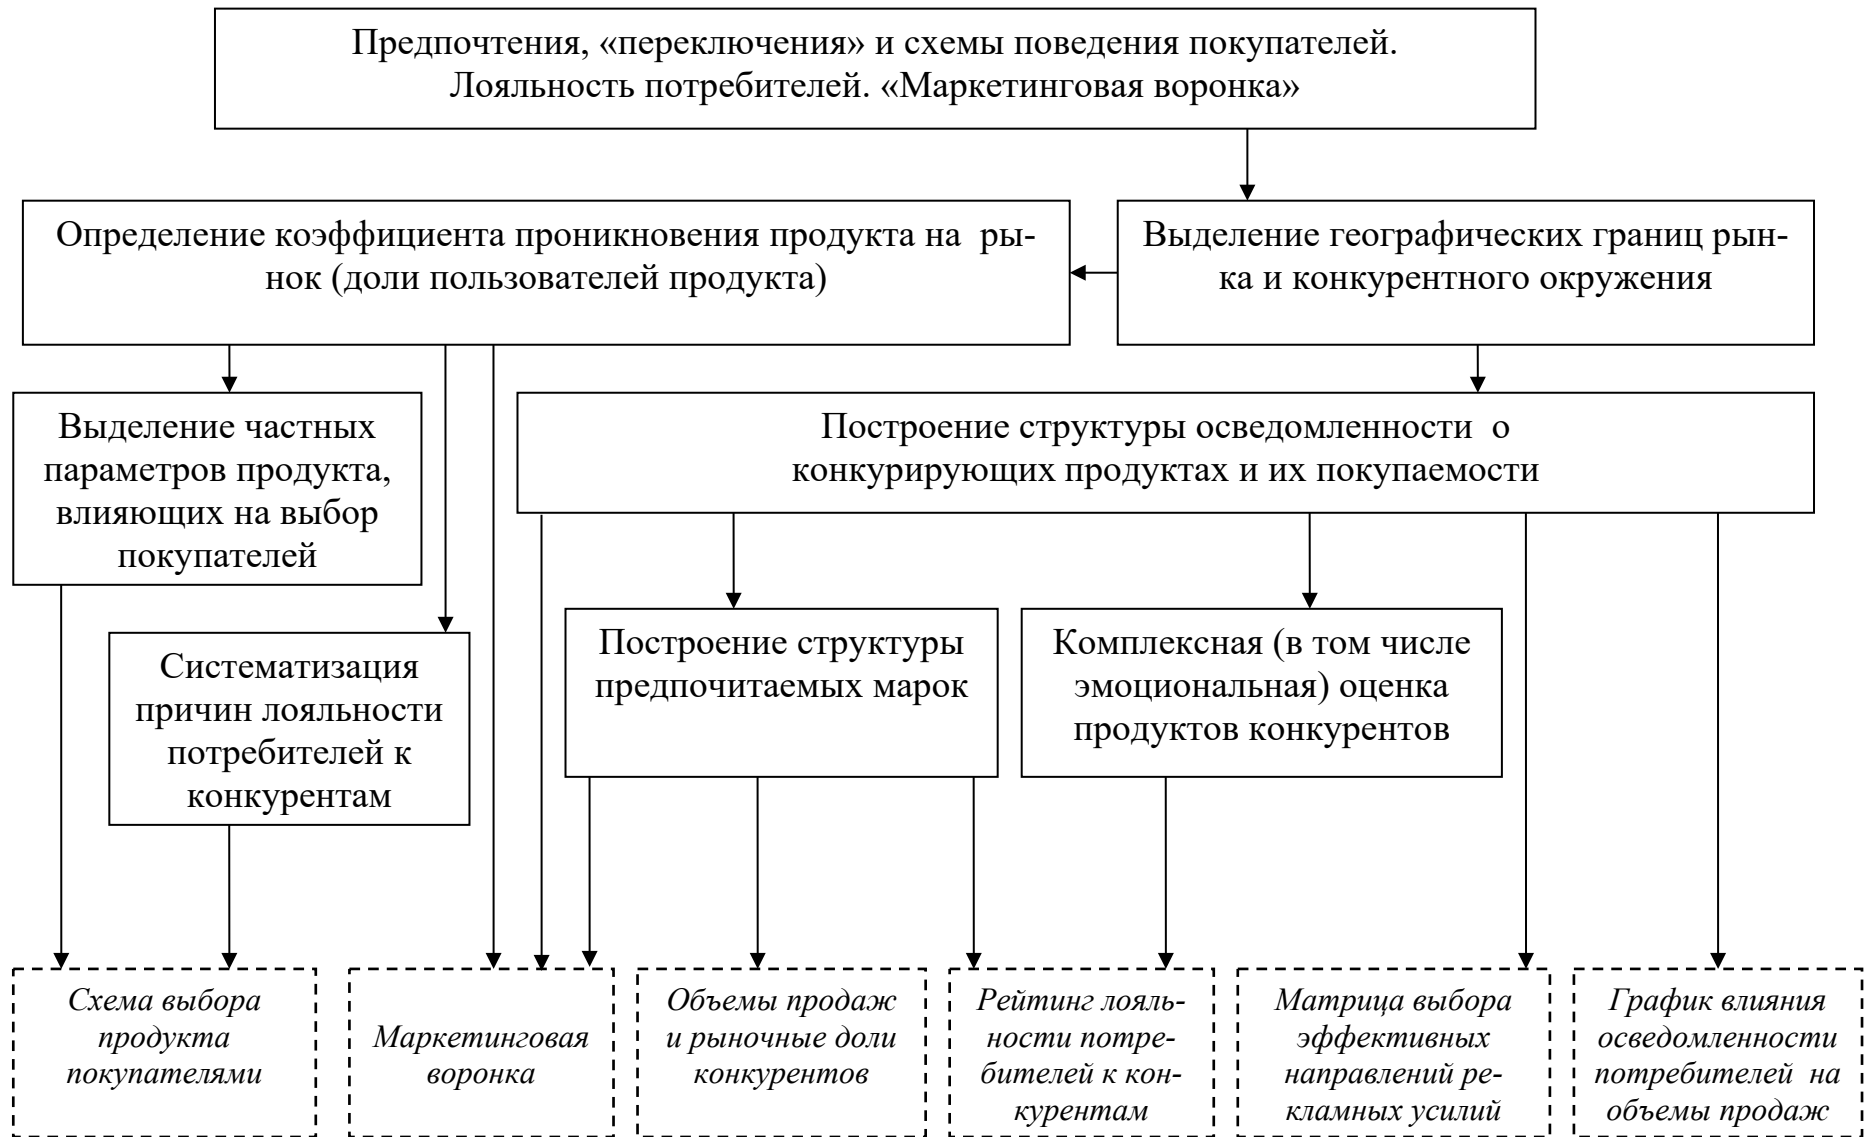 Предпочтения, «переключения» и схемы поведения покупателей.
Лояльность потребителей. «Маркетинговая воронка»
Определение коэффициента проникновения продукта на  ры-
нок (доли пользователей продукта)
Выделение географических границ рын-
ка и конкурентного окружения
Выделение частных
параметров продукта,
влияющих на выбор
покупателей
Построение структуры осведомленности  о
конкурирующих продуктах и их покупаемости
Систематизация
причин лояльности
потребителей к
конкурентам
Построение структуры
предпочитаемых марок
Комплексная (в том числе
эмоциональная) оценка
продуктов конкурентов
Схема выбора
продукта
покупателями
Маркетинговая
воронка
Объемы продаж
и рыночные доли
конкурентов
Рейтинг лояль-
ности потре-
бителей к кон-
курентам
Матрица выбора
эффективных
направлений ре-
кламных усилий
График влияния
осведомленности
потребителей  на
объемы продаж